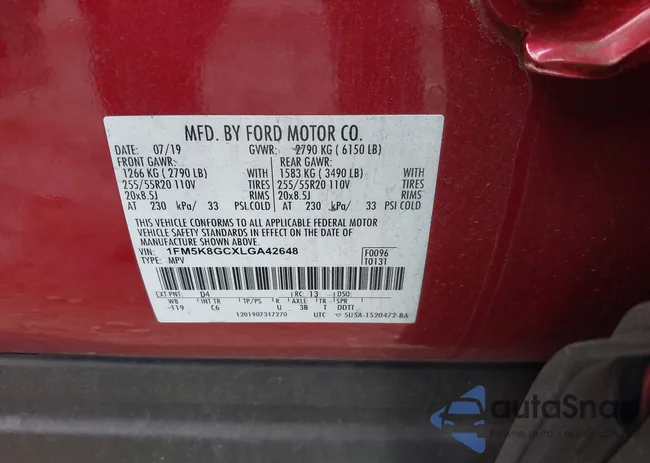 MFD. BY FORD MOTOR CO.
DATE: 07/19 GVWR: 2790 KG ( 6150 LB)
FRONT GAWR: REAR GAWR:
1266 KG ( 2790 LB) WITH 1583 KG ( 3490 LB) WITH
255/55R20 110V TIRES 255/55R20 110V TIRES
20x8.5J RIMS 20x8.5J RIMS
AT 230 kPa/ 33 PSI COLD AT 230 kPa/ 33 PSI COLD
THIS VEHICLE CONFORMS TO ALL APPLICABLE FEDERAL MOTOR
VEHICLE SAFETY STANDARDS IN EFFECT ON THE DATE OF
MANUFACTURE SHOWN ABOVE.
VIN: 1FM5K8GCXLGA42648 F0096
TYPE: MPV T0131
EXT PNT: D4 RC: 13 DSO:
WB INT TR TP/PS R AXLE TR SPR
119 C6 U 3B T DDTT
1201907317270 UTC SU5A-1520472-BA
autoSnap